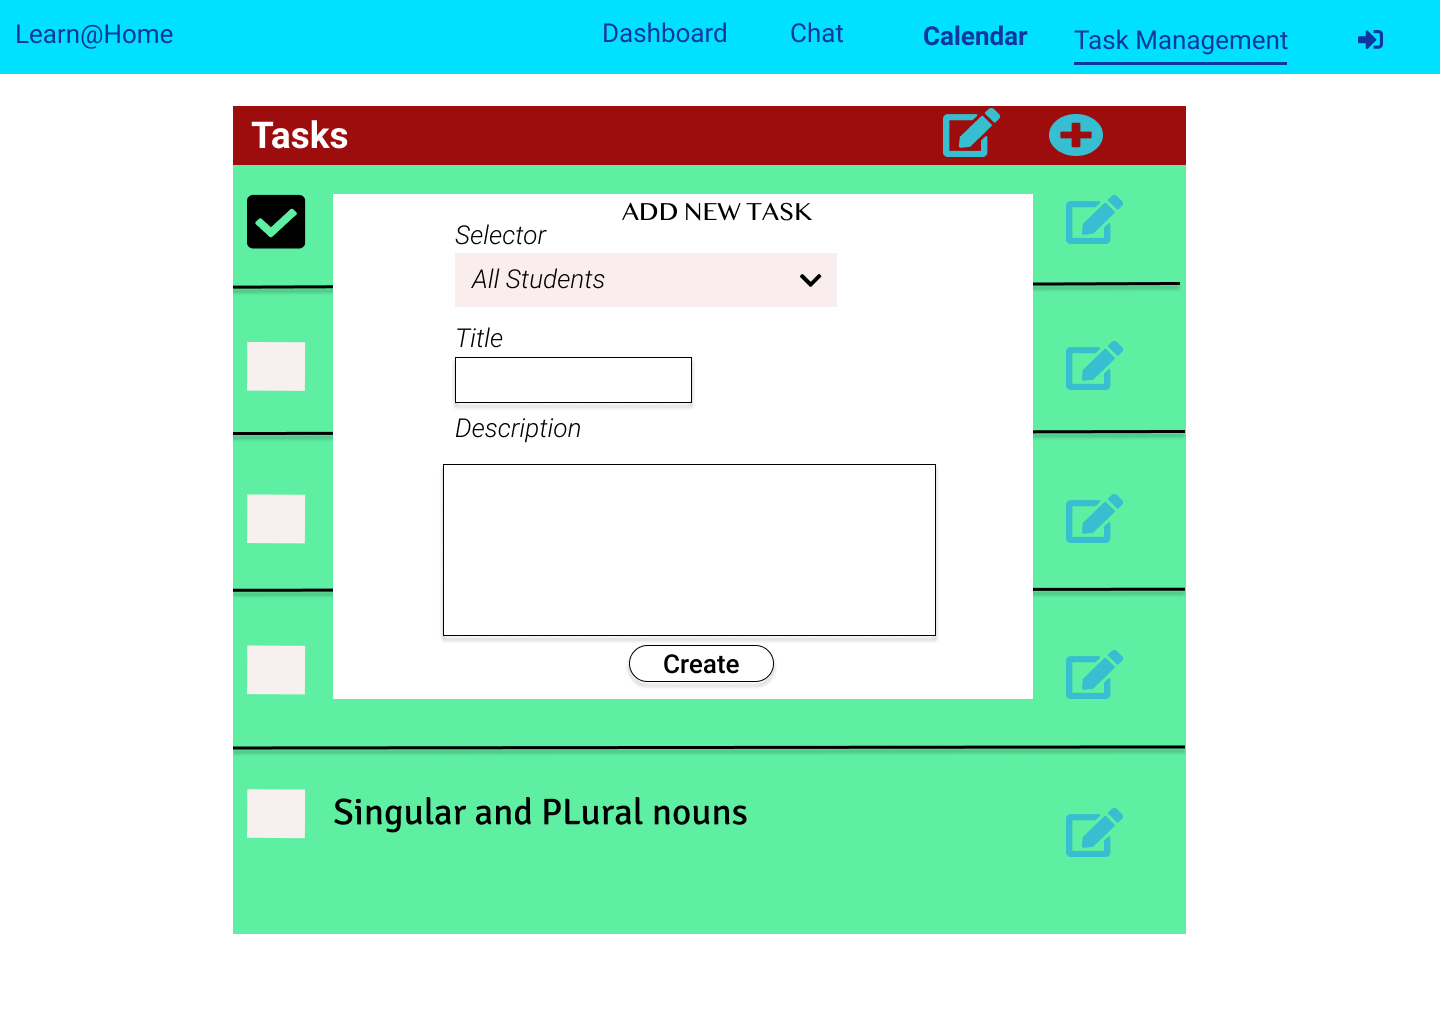 Learn@Home
Dashboard
Chat
Calendar
Task Management
Tasks
ADD NEW TASK
Selector
All Students
Title
Description
Create
Singular and PLural nouns